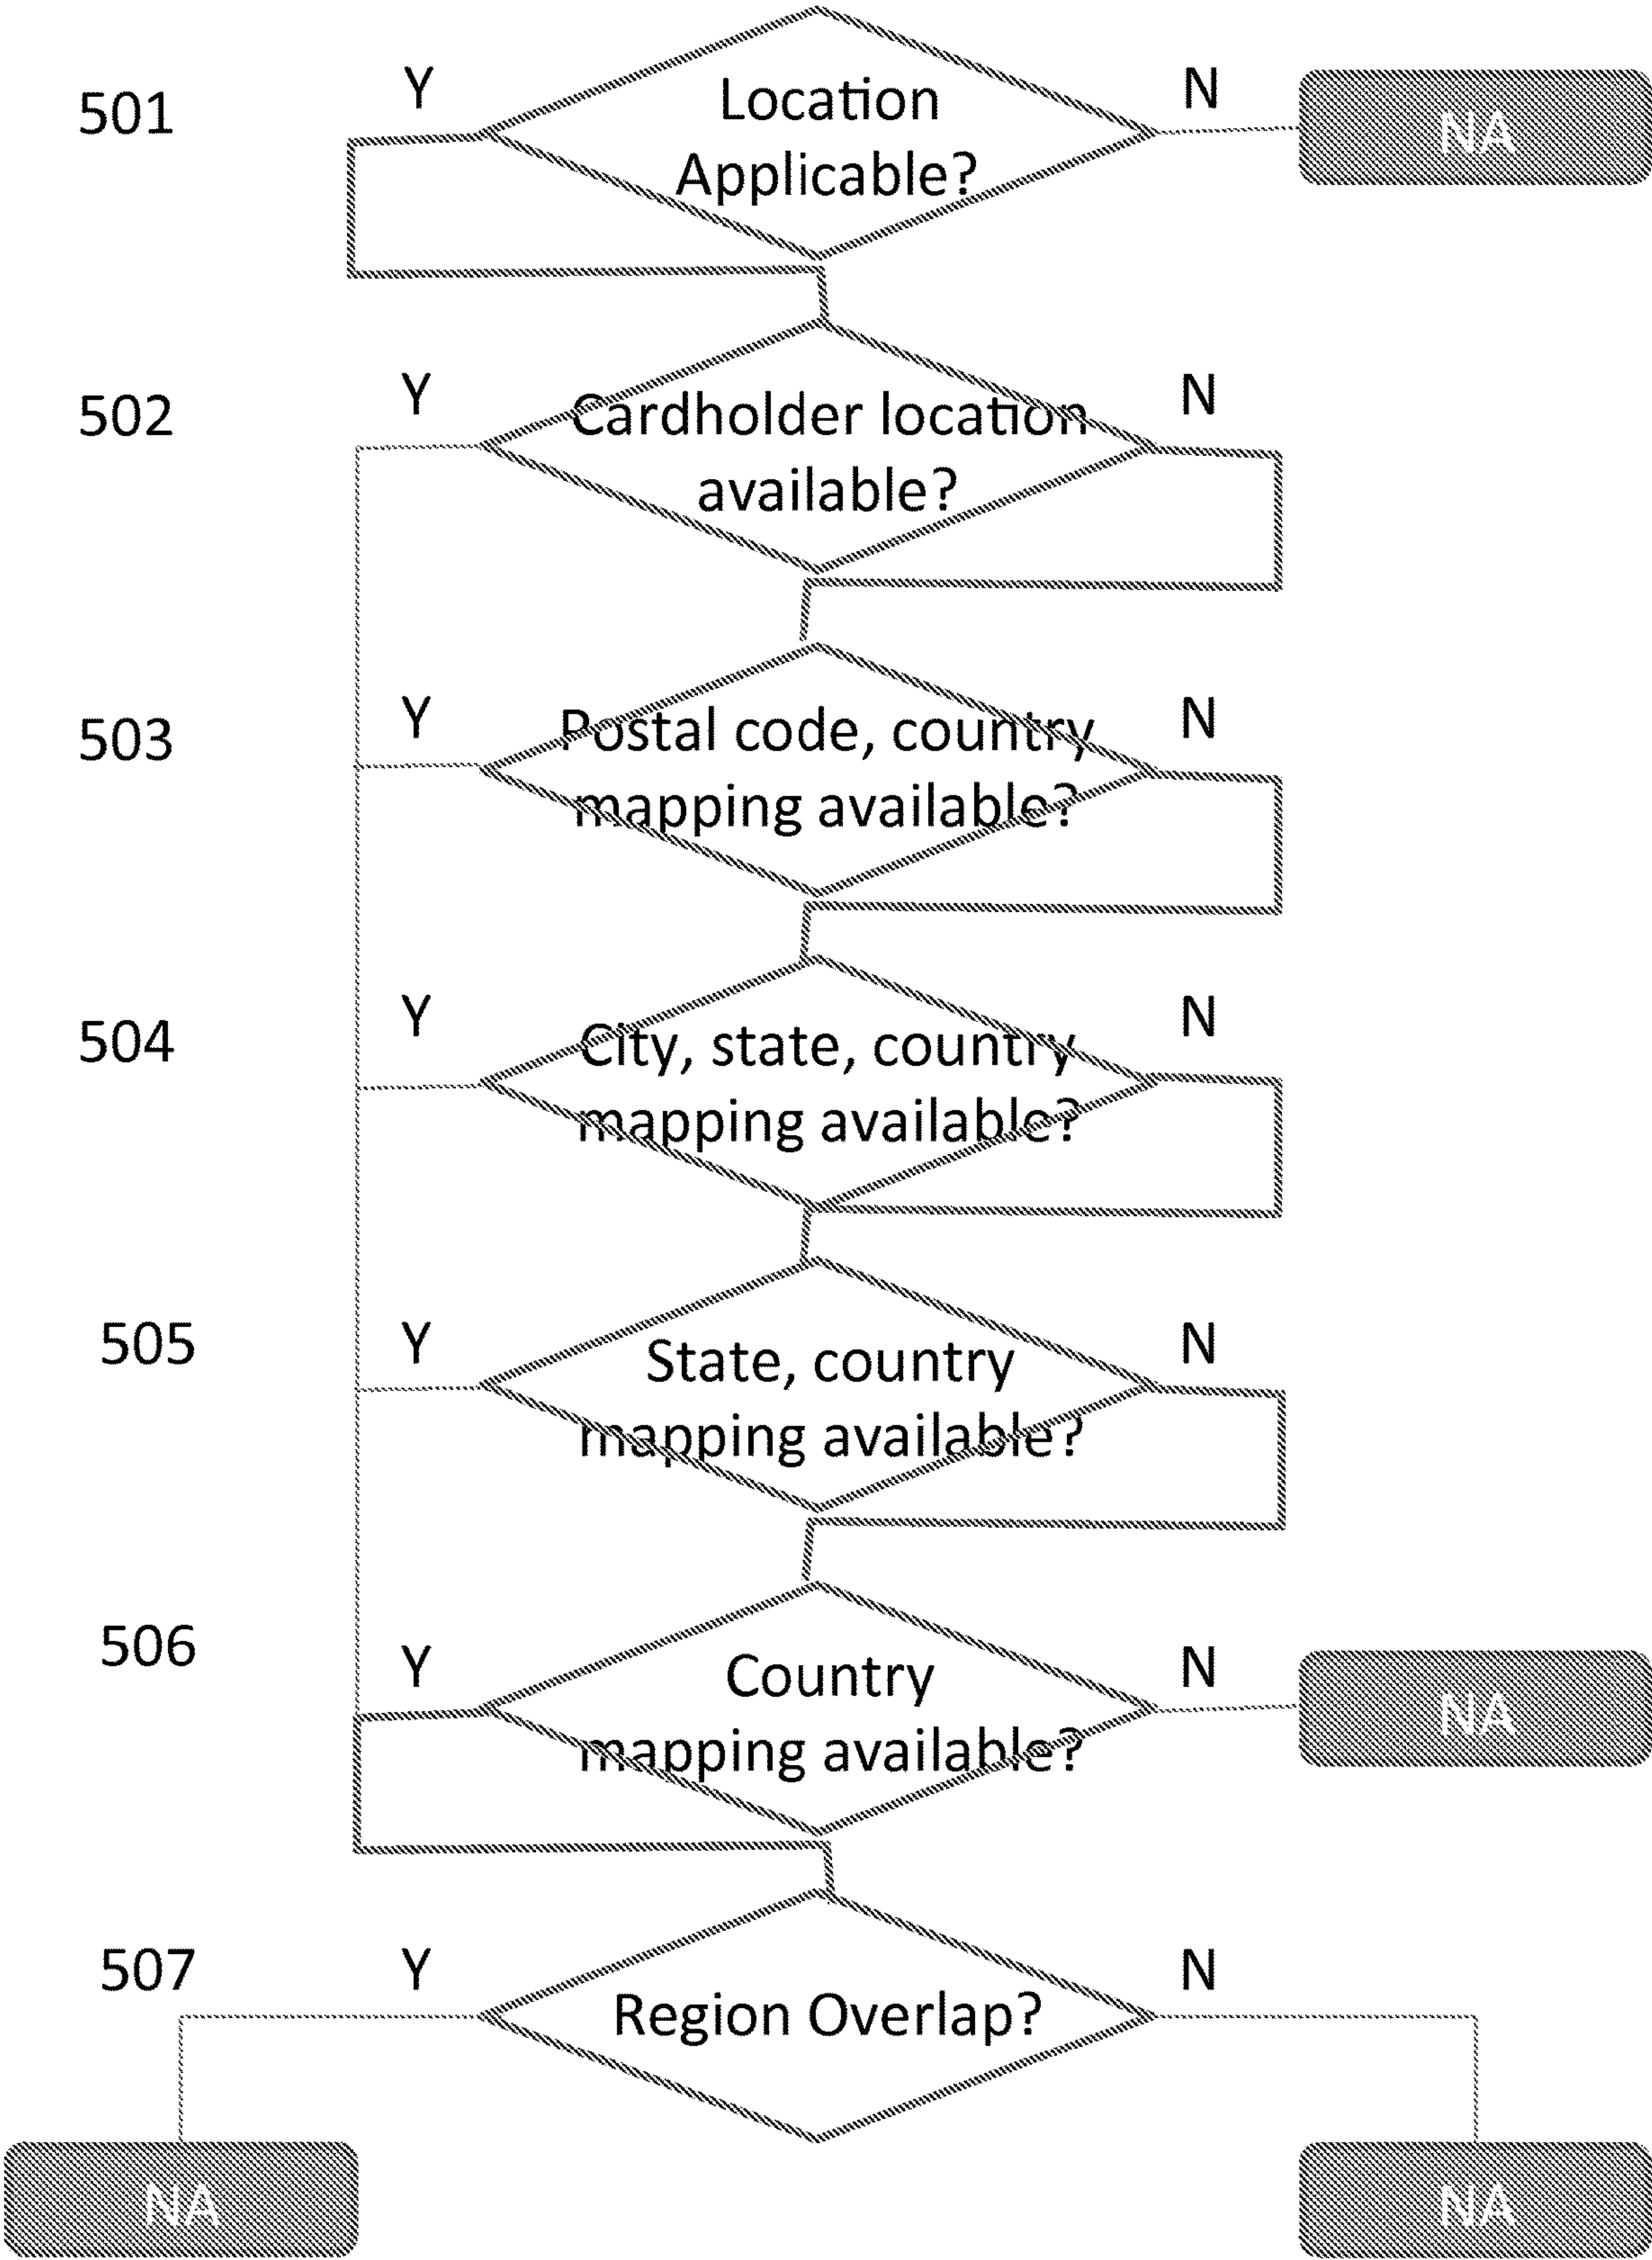 501
Y
Location
Applicable?
N
NA
502
Y
Cardholder location
available?
N
503
Y
Postal code, country
mapping available?
N
504
Y
City, state, country
mapping available?
N
505
Y
State, country
mapping available?
N
506
Y
Country
mapping available?
N
NA
507
Y
Region Overlap?
N
NA
NA